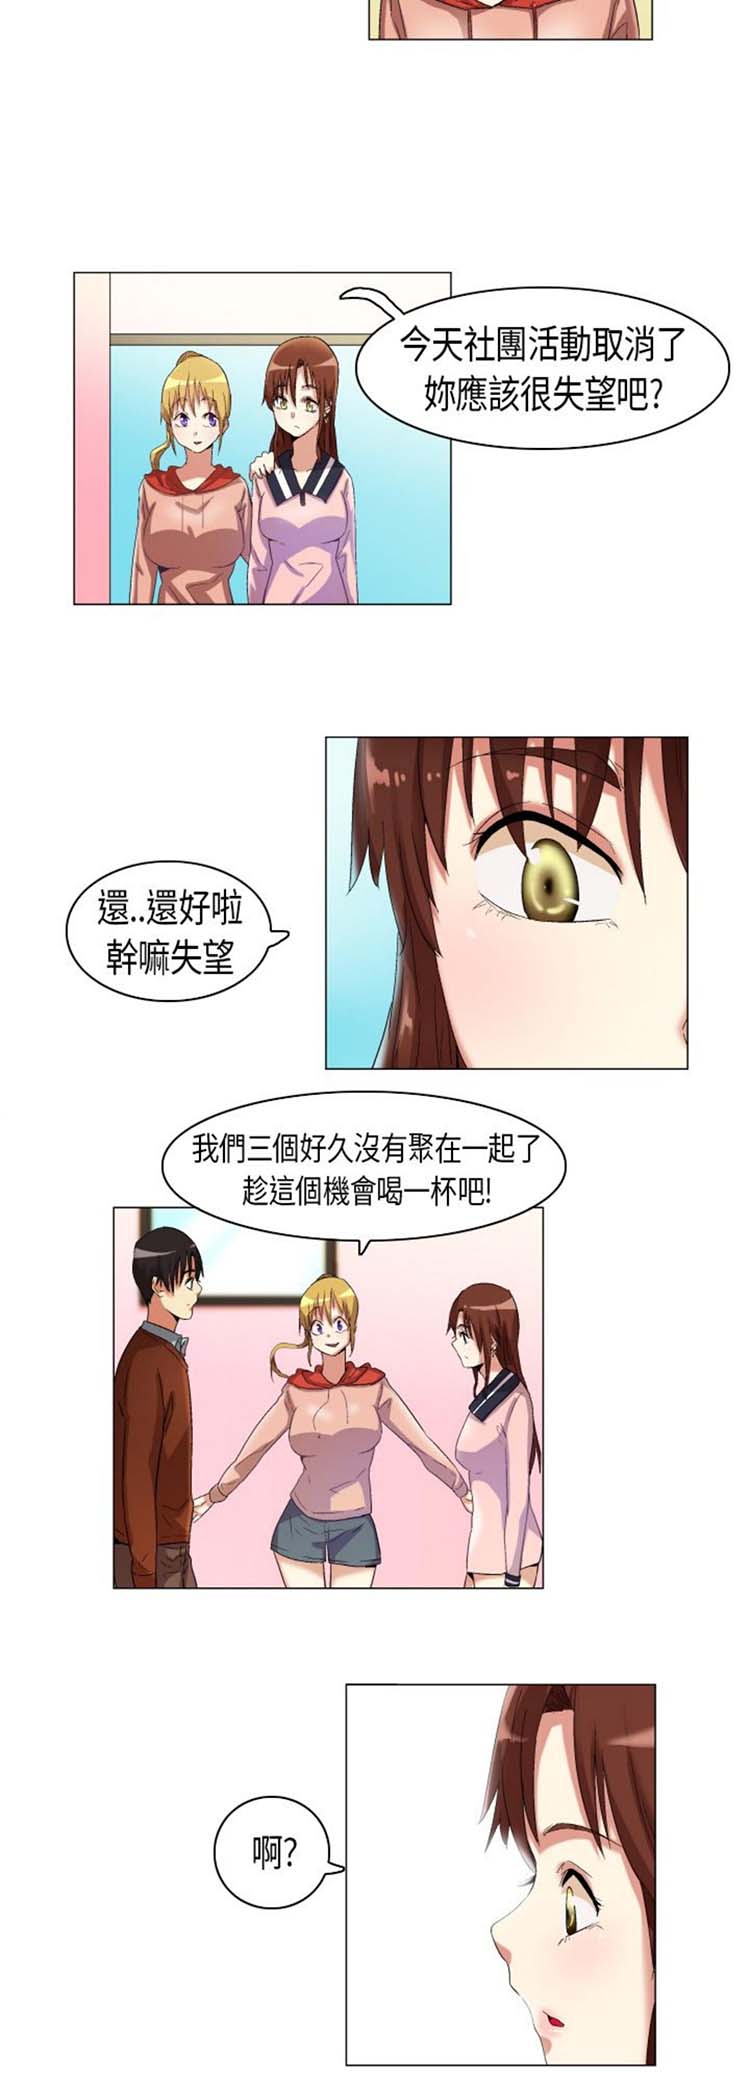 今天社團活動取消了
妳應該很失望吧?
還..還好啦
幹嘛失望
我們三個好久沒有聚在一起了
趁這個機會喝一杯吧!
啊?